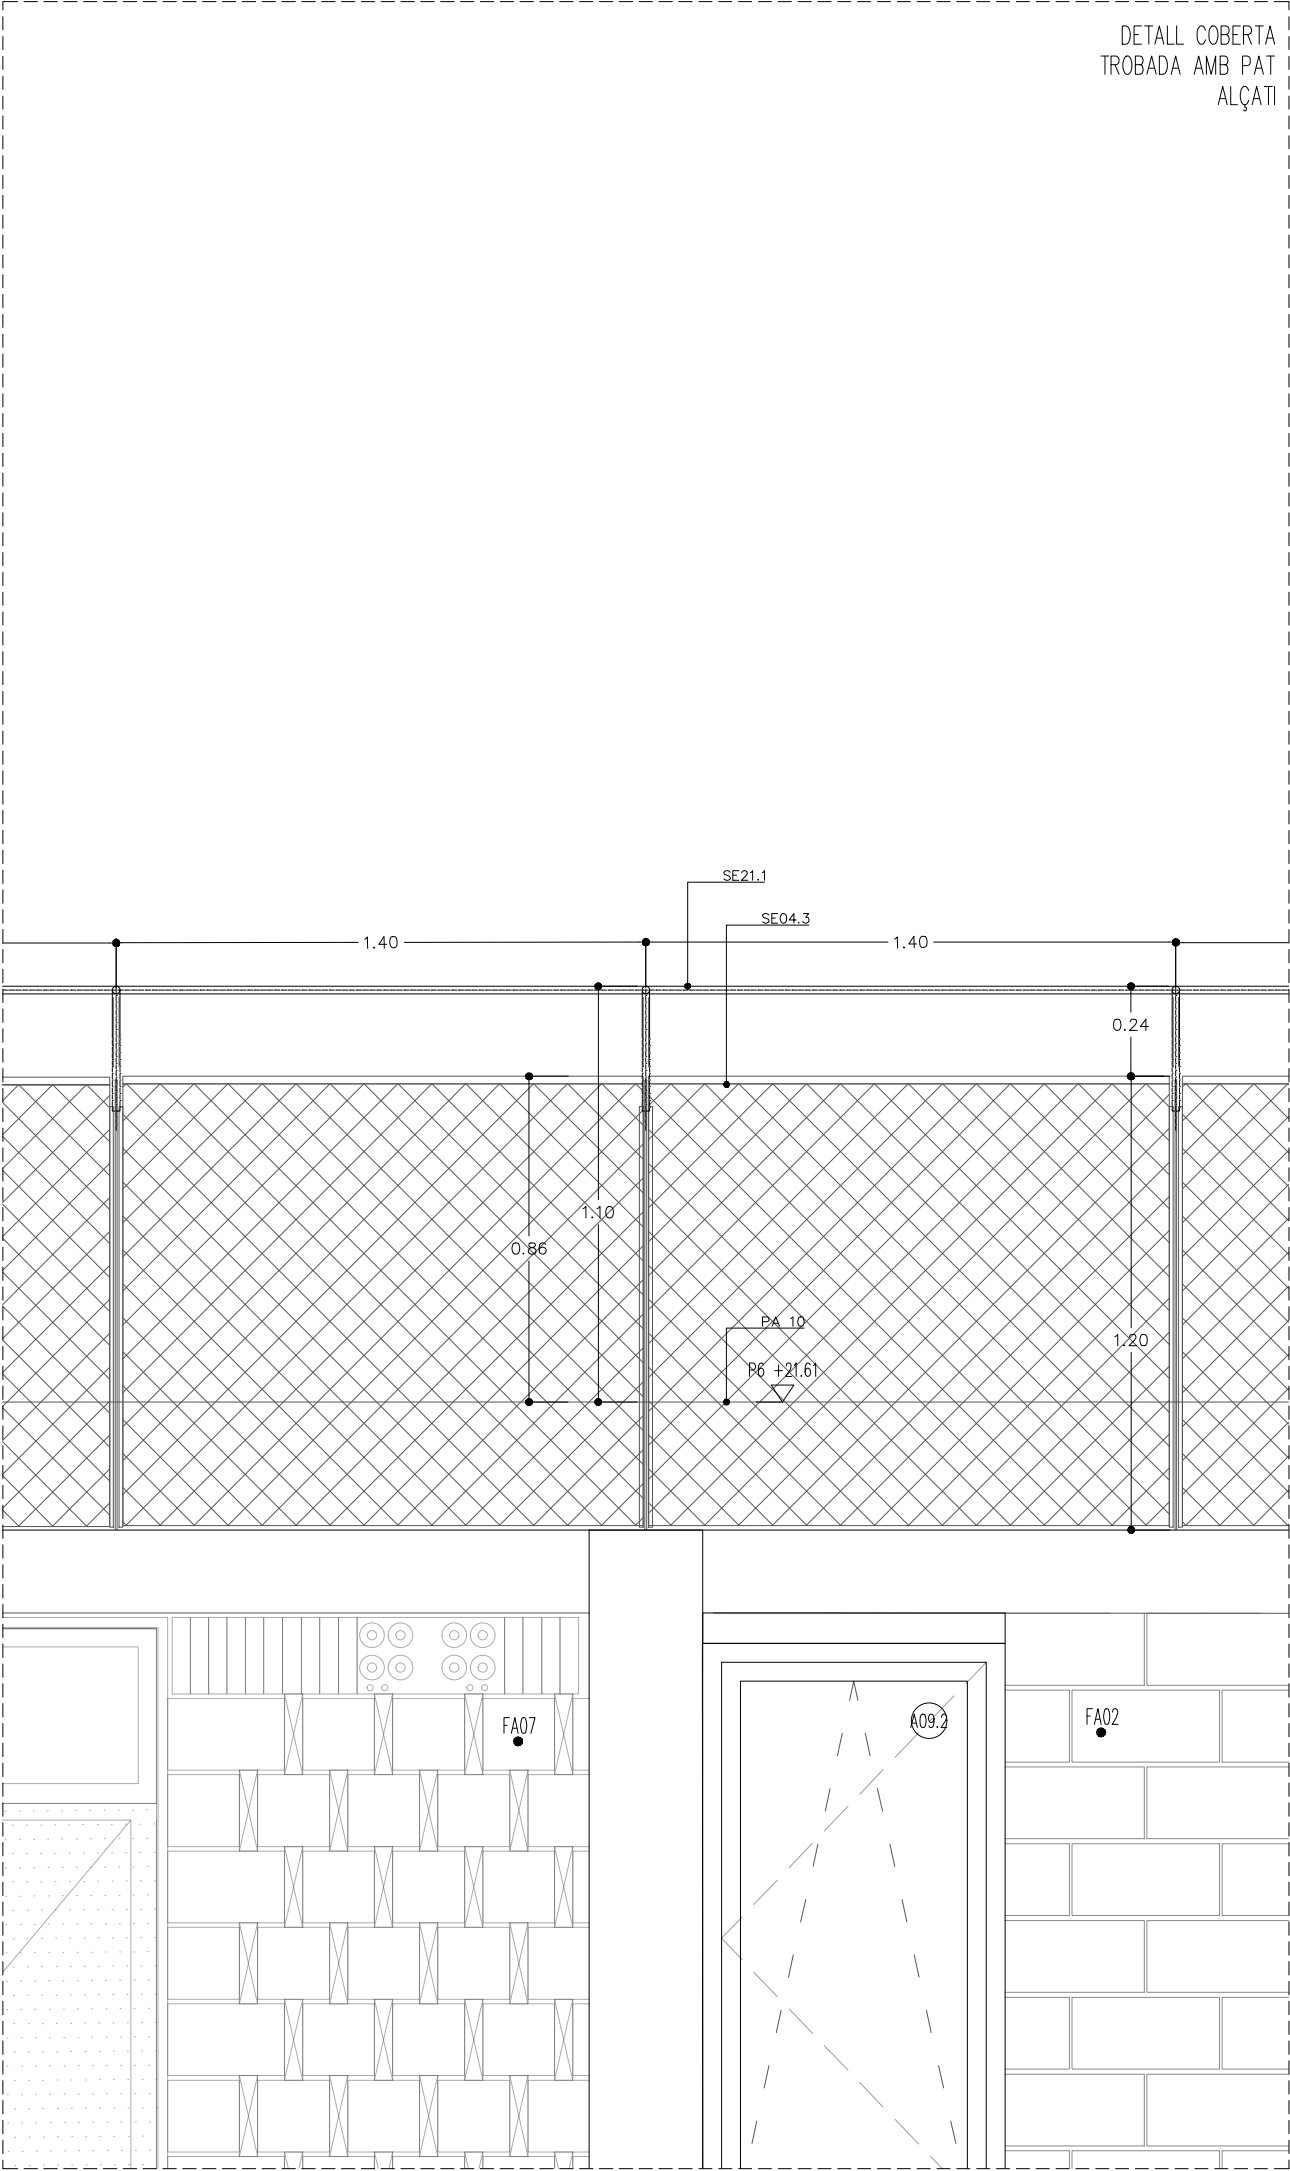 DETALL COBERTA
TROBADA AMB PAT
ALÇATI
SE21.1
SE04.3
1.40
1.40
0.24
1.10
0.86
PA 10
1.20
P6 +21.61
FA07
A09.2
FA02